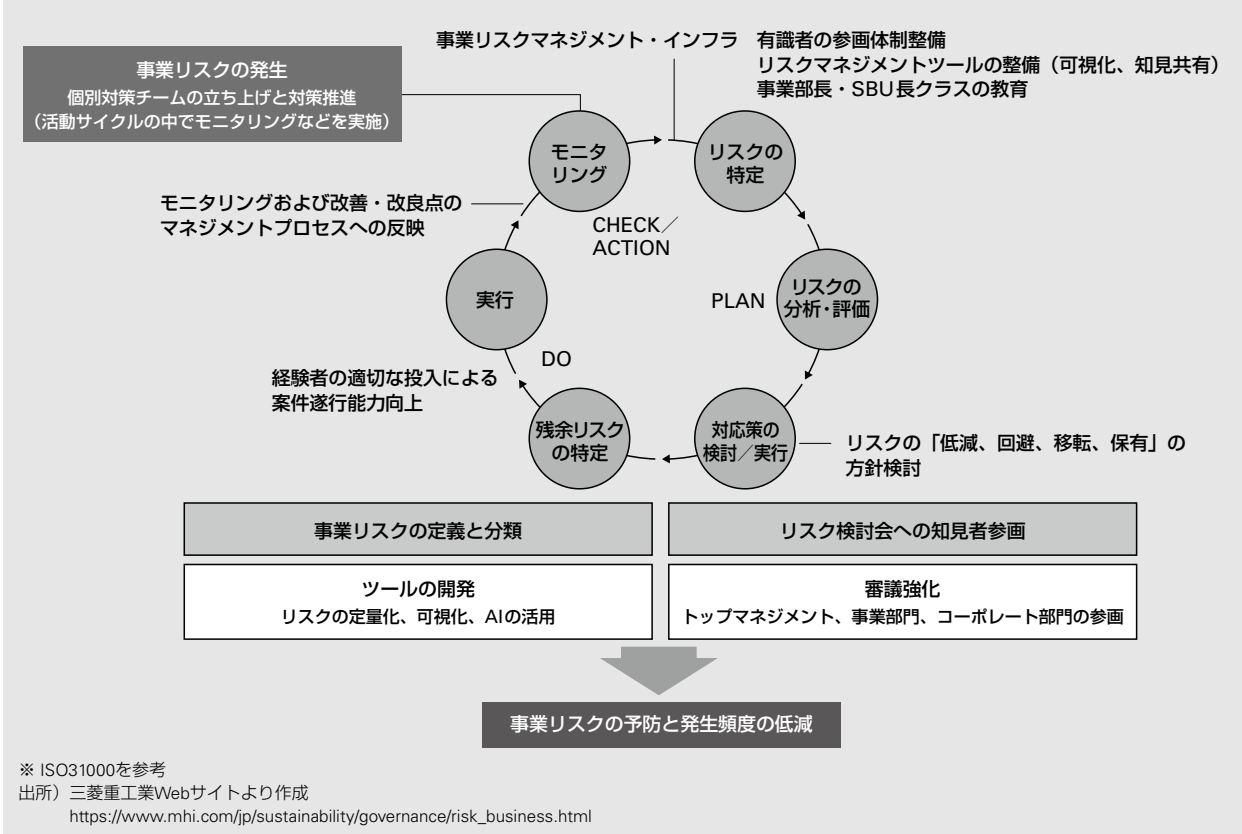 事業リスクマネジメント・インフラ
有識者の参画体制整備
リスクマネジメントツールの整備（可視化、知見共有）
事業部長・SBU長クラスの教育
事業リスクの発生
個別対策チームの立ち上げと対策推進
（活動サイクルの中でモニタリングなどを実施）
モニタ
リング
リスクの
特定
モニタリングおよび改善・改良点の
マネジメントプロセスへの反映
CHECK／
ACTION
実行
PLAN
リスクの
分析・評価
DO
経験者の適切な投入による
案件遂行能力向上
残余リスク
の特定
対応策の
検討／実行
リスクの「低減、回避、移転、保有」の
方針検討
事業リスクの定義と分類
リスク検討会への知見者参画
ツールの開発
リスクの定量化、可視化、AIの活用
審議強化
トップマネジメント、事業部門、コーポレート部門の参画
事業リスクの予防と発生頻度の低減
※ ISO31000を参考
出所）三菱重工業Webサイトより作成
https://www.mhi.com/jp/sustainability/governance/risk_business.html